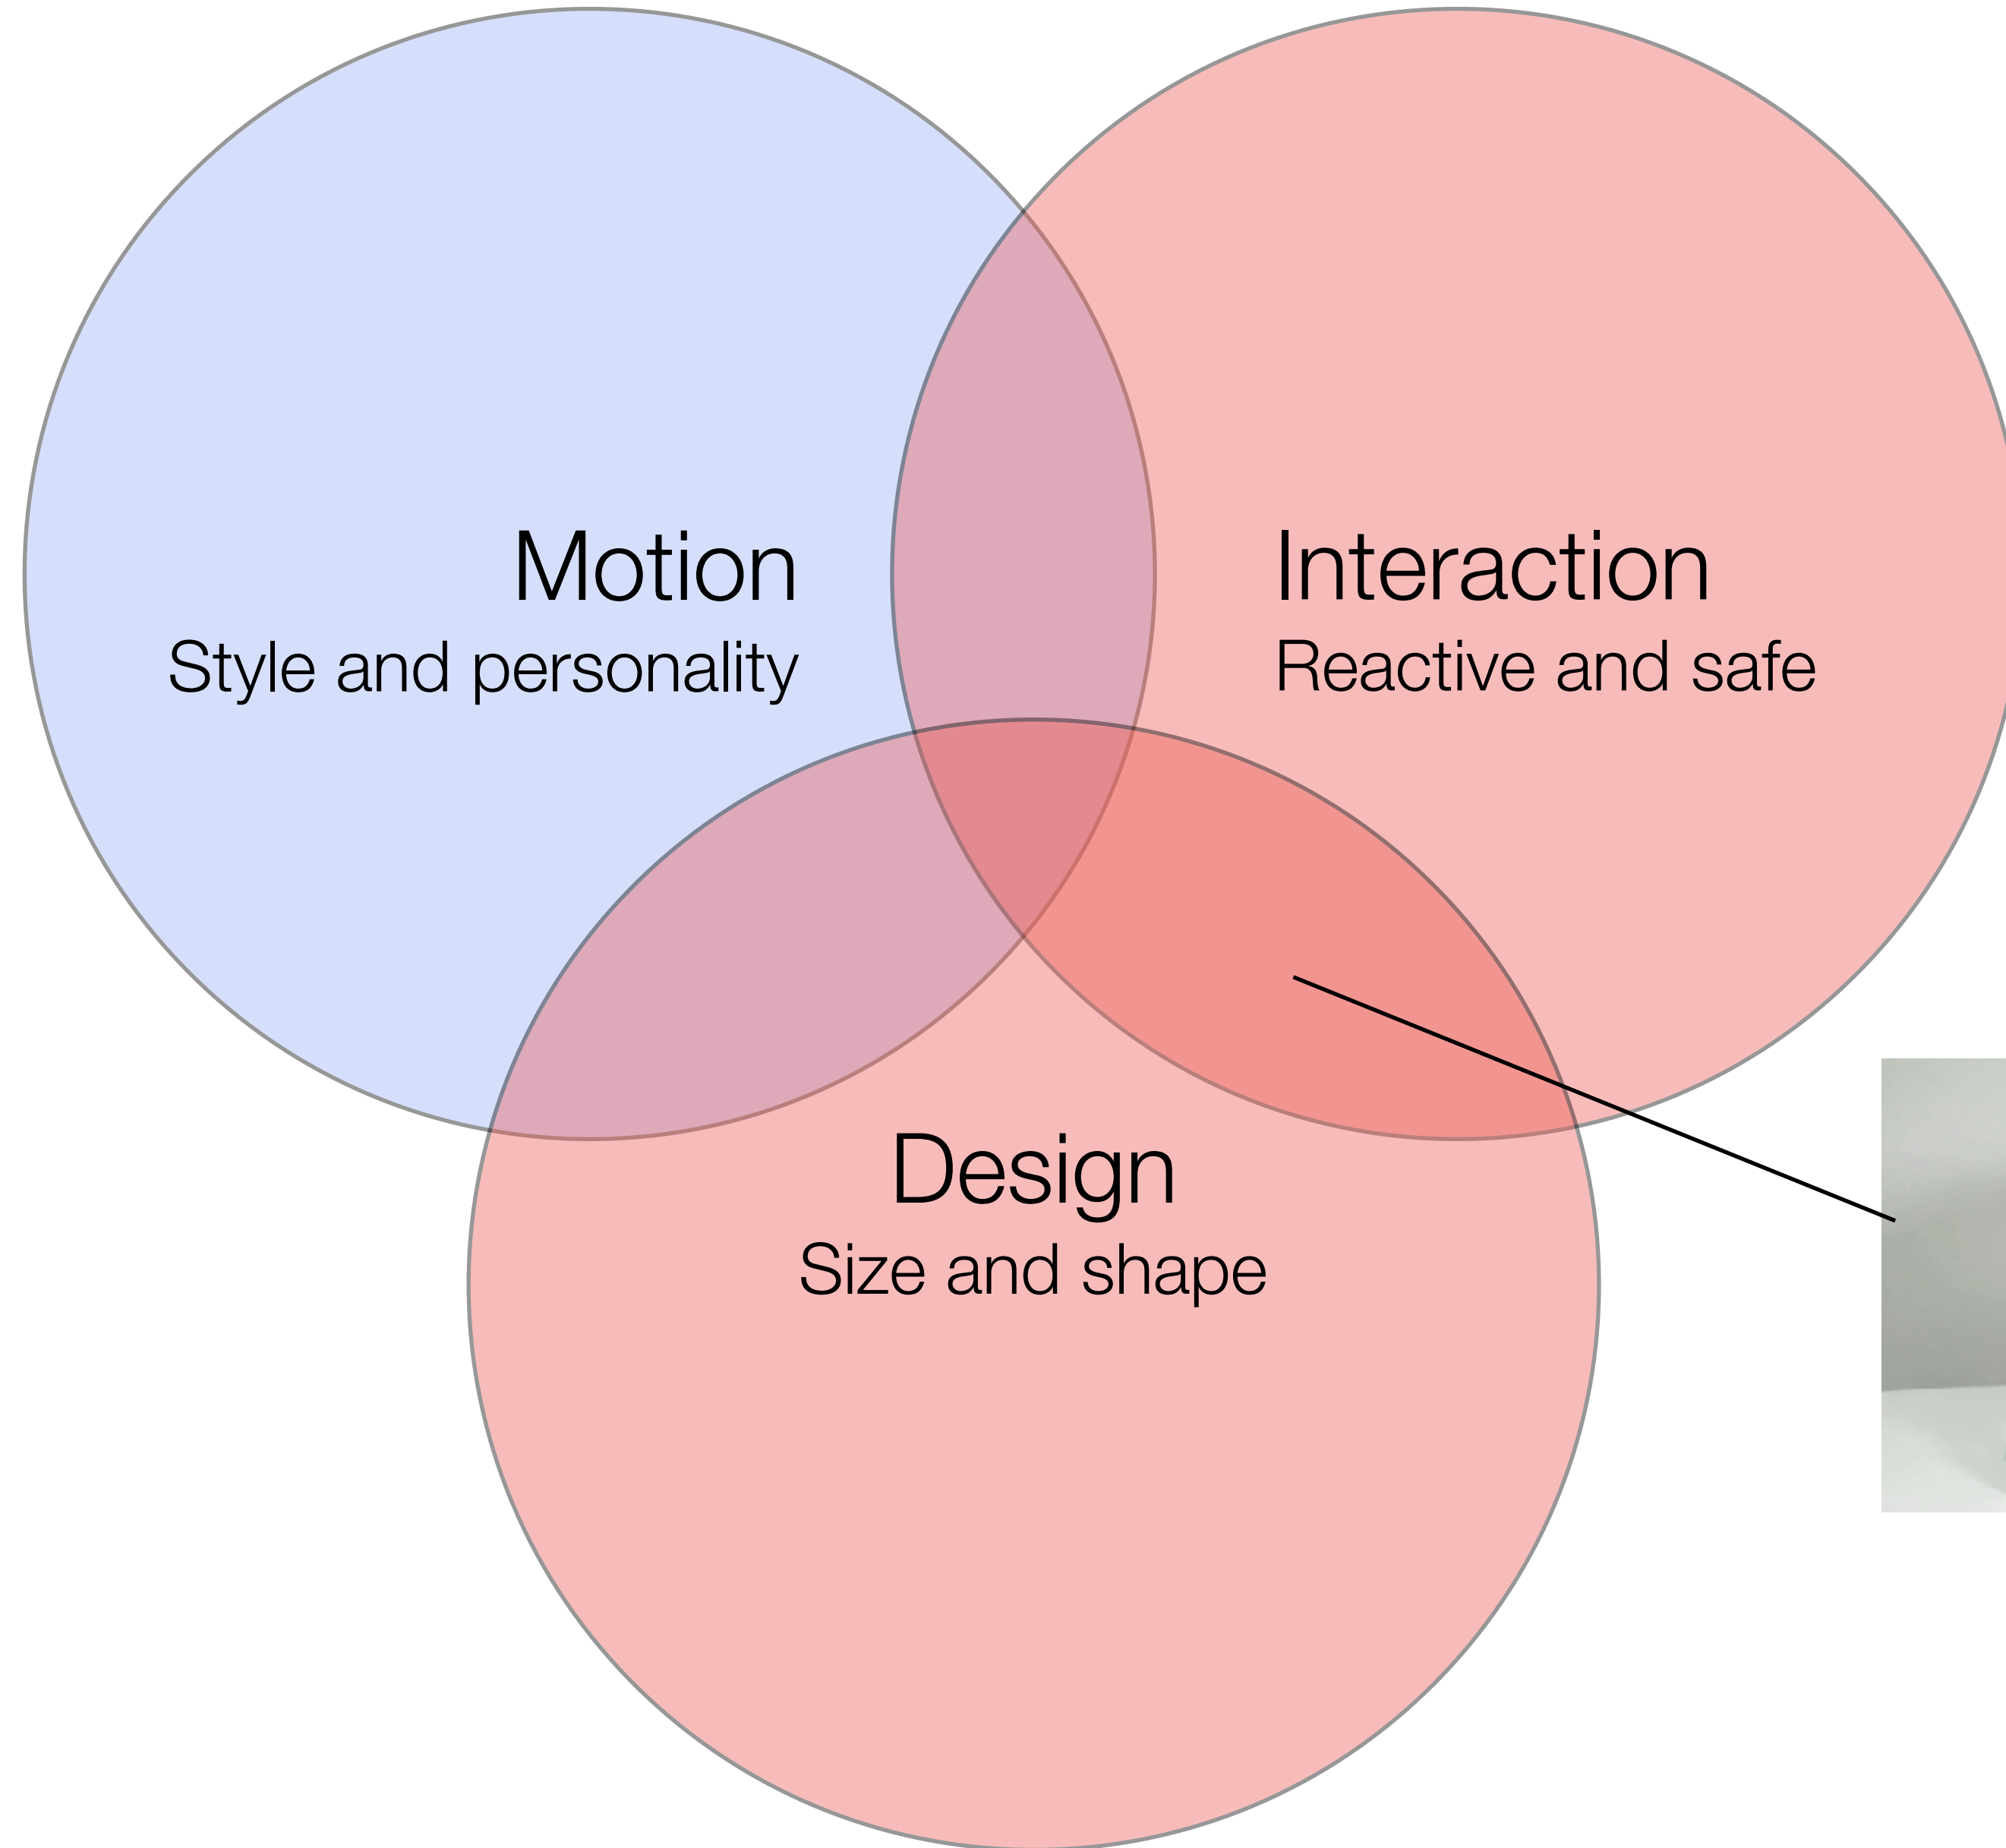 Motion
Style and personality
Interaction
Reactive and safe
Design
Size and shape